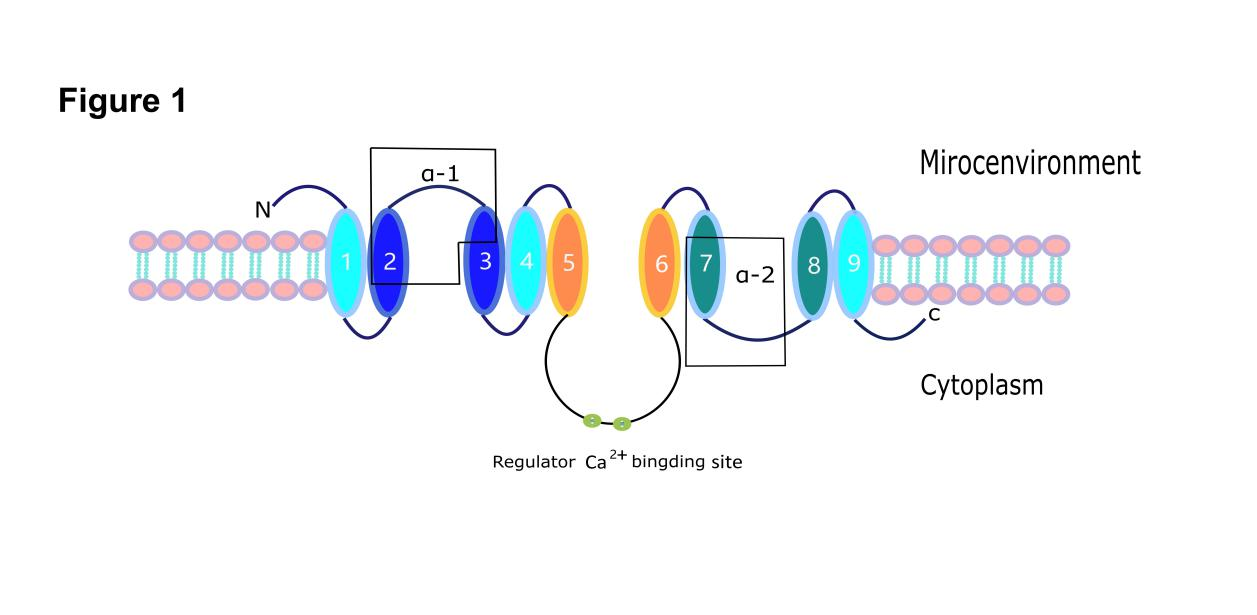 Figure 1
Mirocenvironment
α-1
N
1 2 3 4 5 6 7 8 9
α-2
c
Cytoplasm
Regulator Ca2+ bingding site